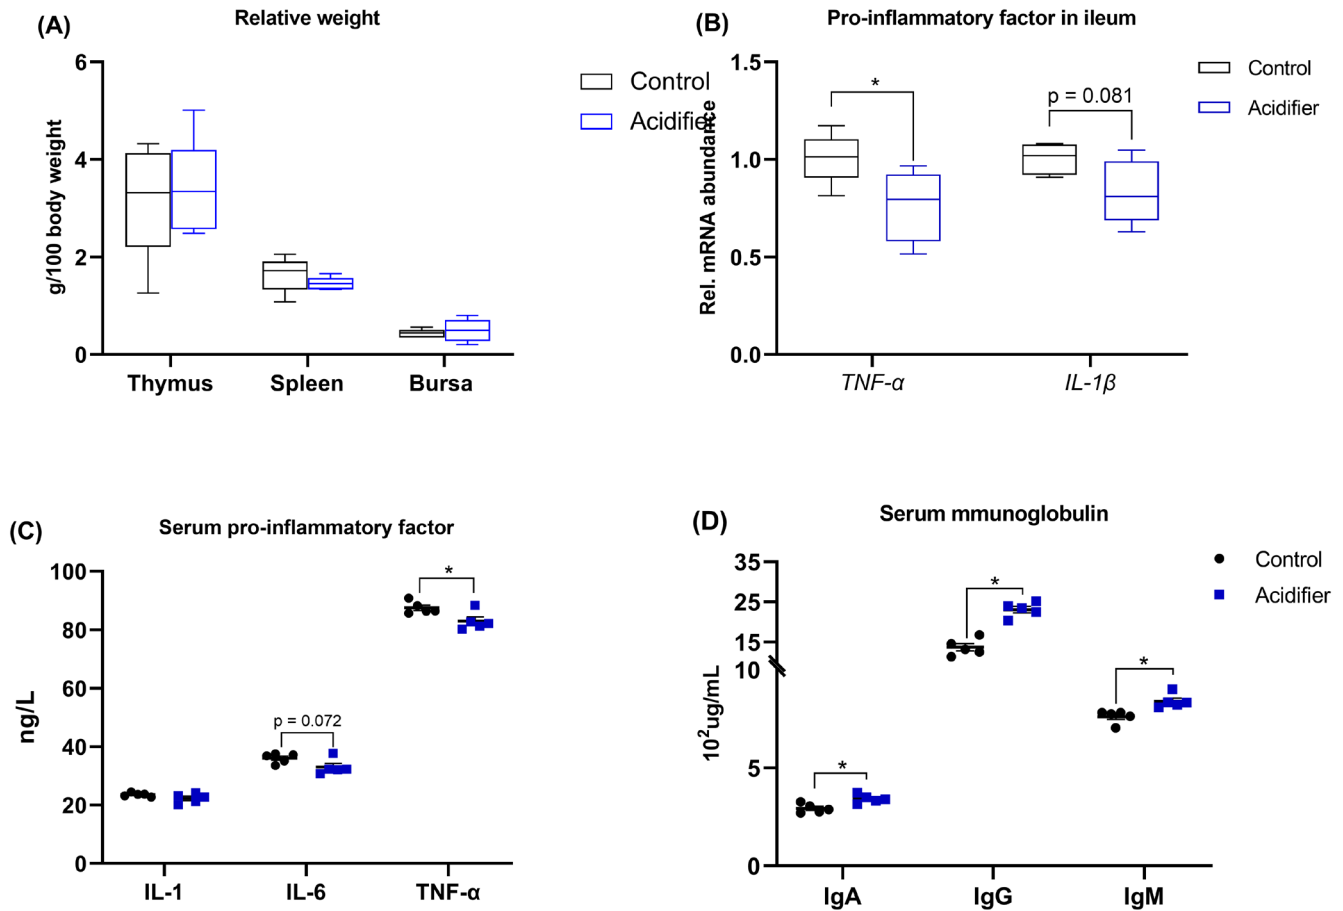 (A)
Relative weight
6
4
2
0
g/100 body weight
Thymus
Spleen
Bursa
Control
Acidifier
(B)
Pro-inflammatory factor in ileum
1.5
1.0
0.5
0.0
Rel. mRNA abundance
*
p = 0.081
TNF-α
IL-1β
Control
Acidifier
(C)
Serum pro-inflammatory factor
100
80
60
40
20
0
ng/L
p = 0.072
*
IL-1
IL-6
TNF-α
(D)
Serum mmunoglobulin
35
25
15
10
5
0
10²ug/mL
*
*
*
IgA
IgG
IgM
Control
Acidifier